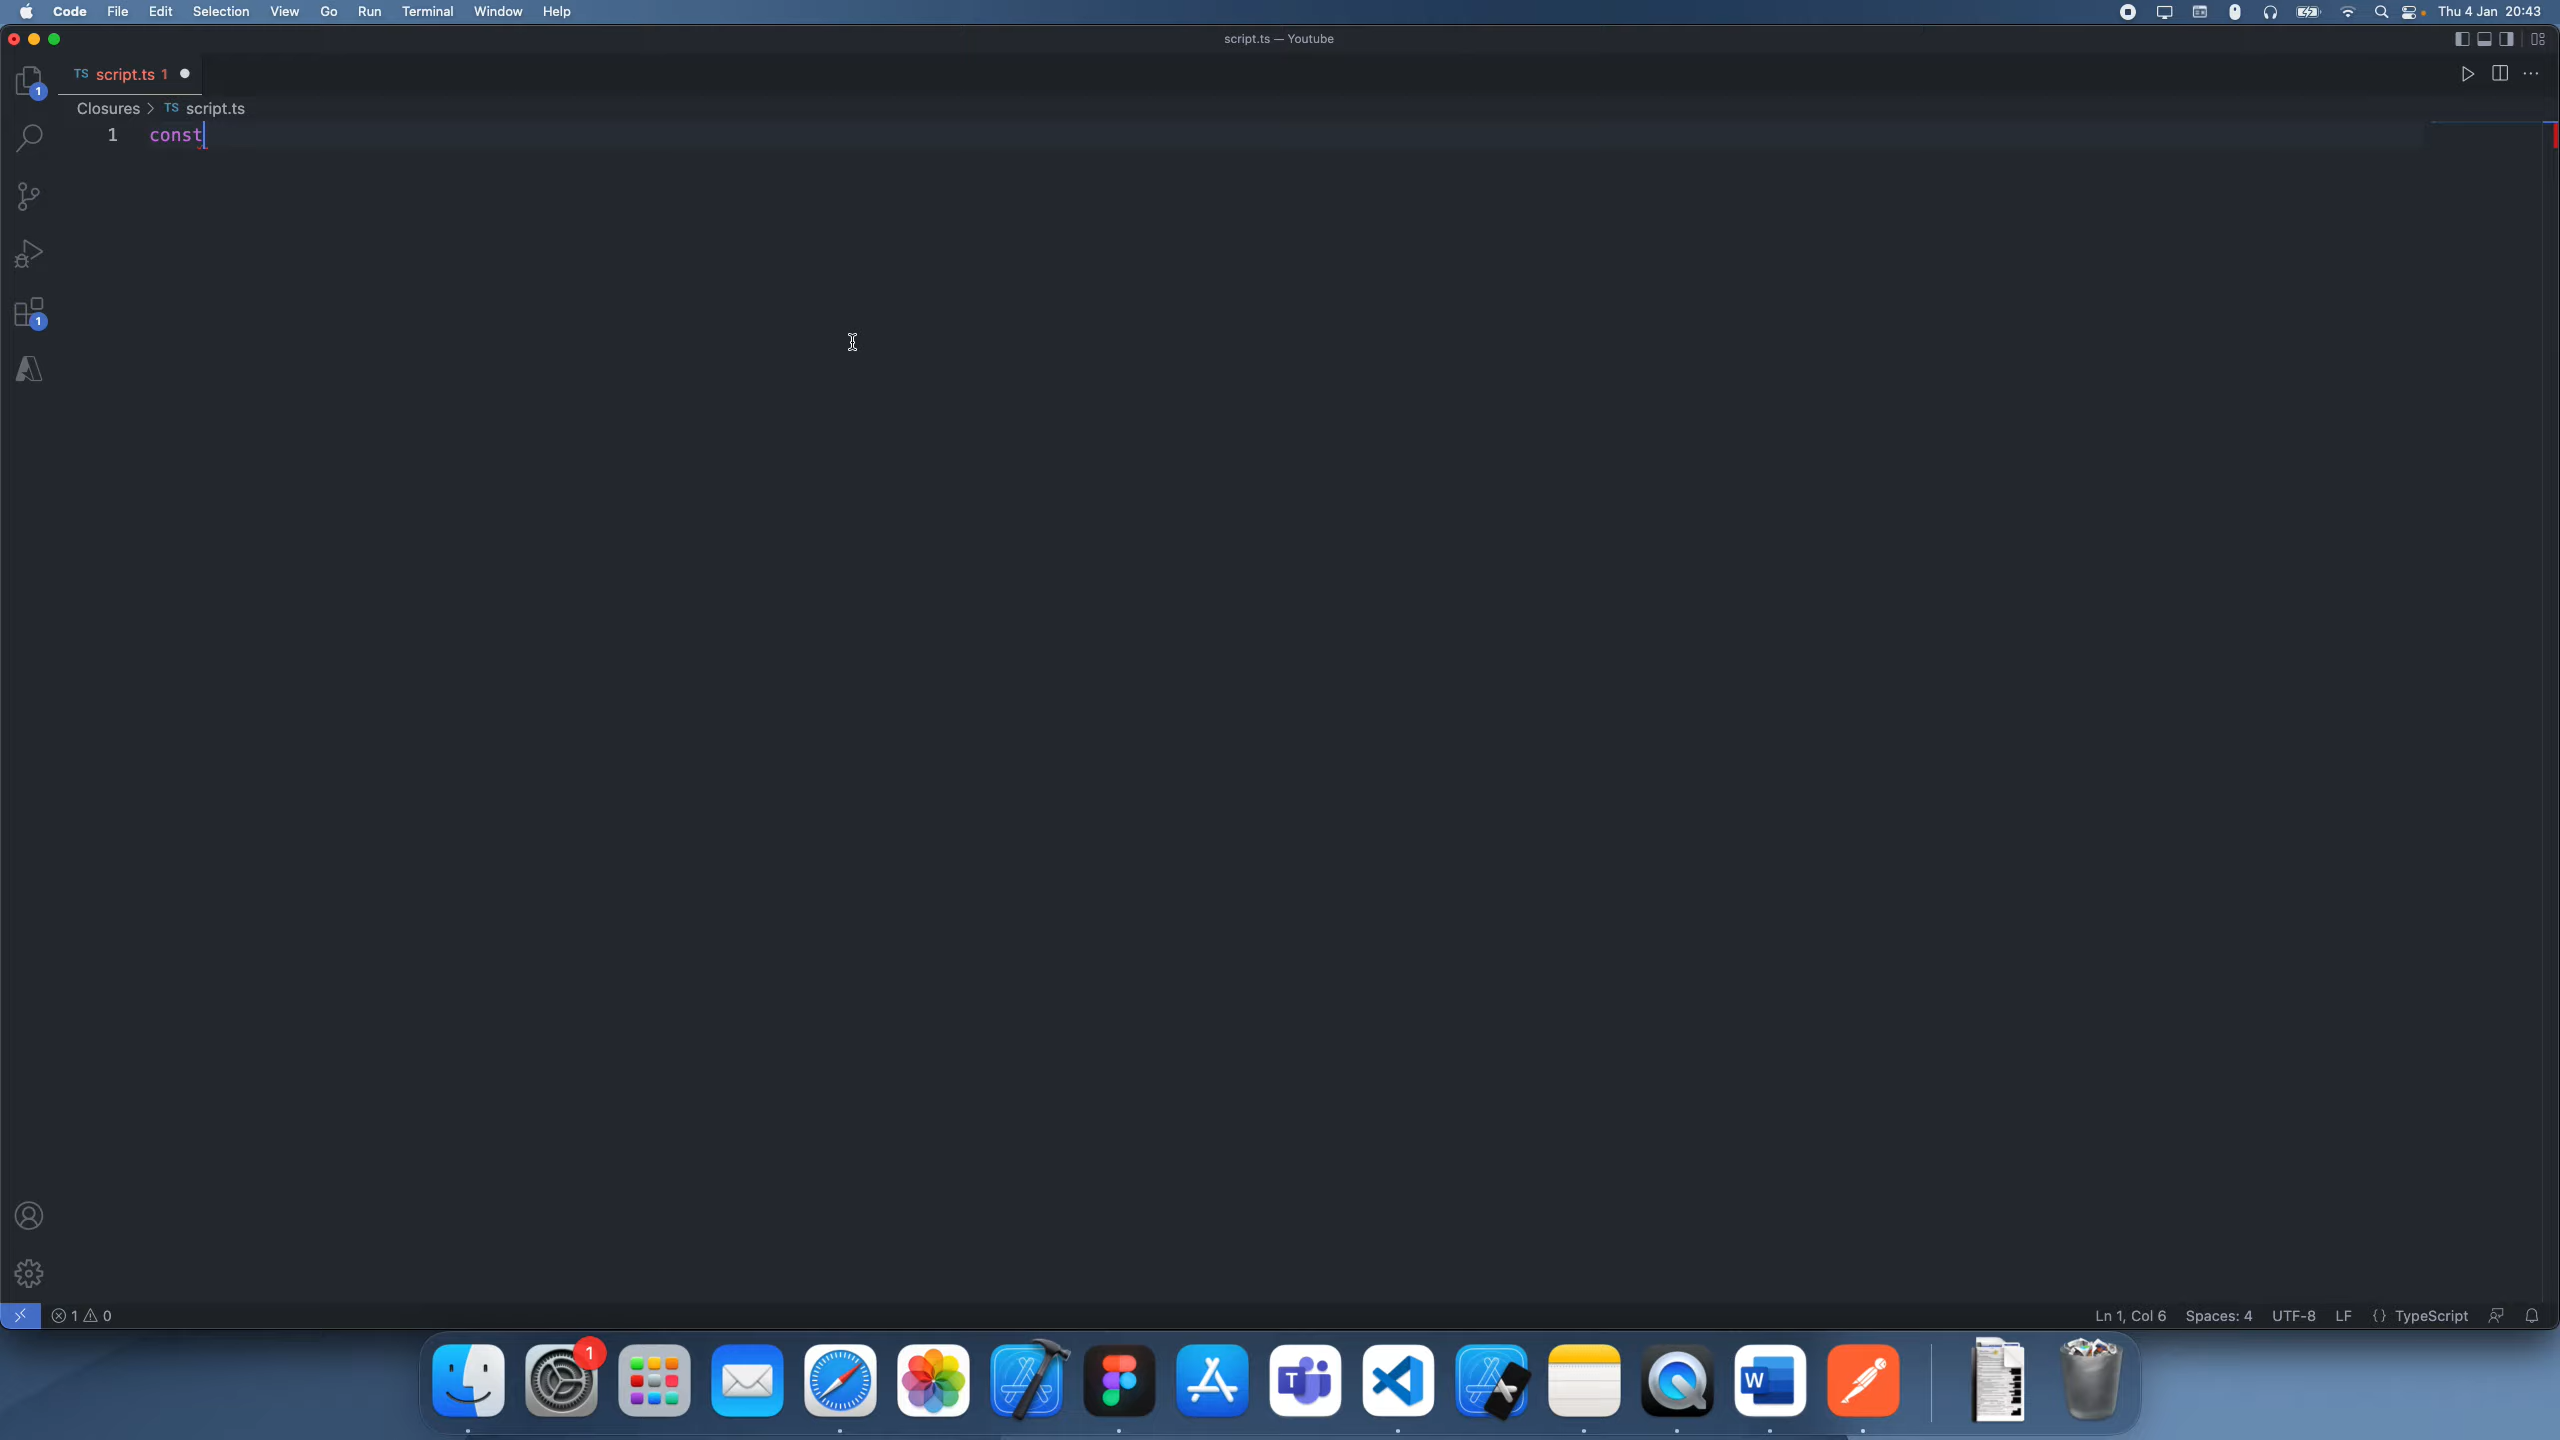 Code File Edit Selection View Go Run Terminal Window Help Thu 4 Jan 20:43
script.ts — Youtube
TS script.ts 1
Closures > TS script.ts
1 const
1
1
1 0 Ln 1, Col 6 Spaces: 4 UTF-8 LF {} TypeScript
1
T
W